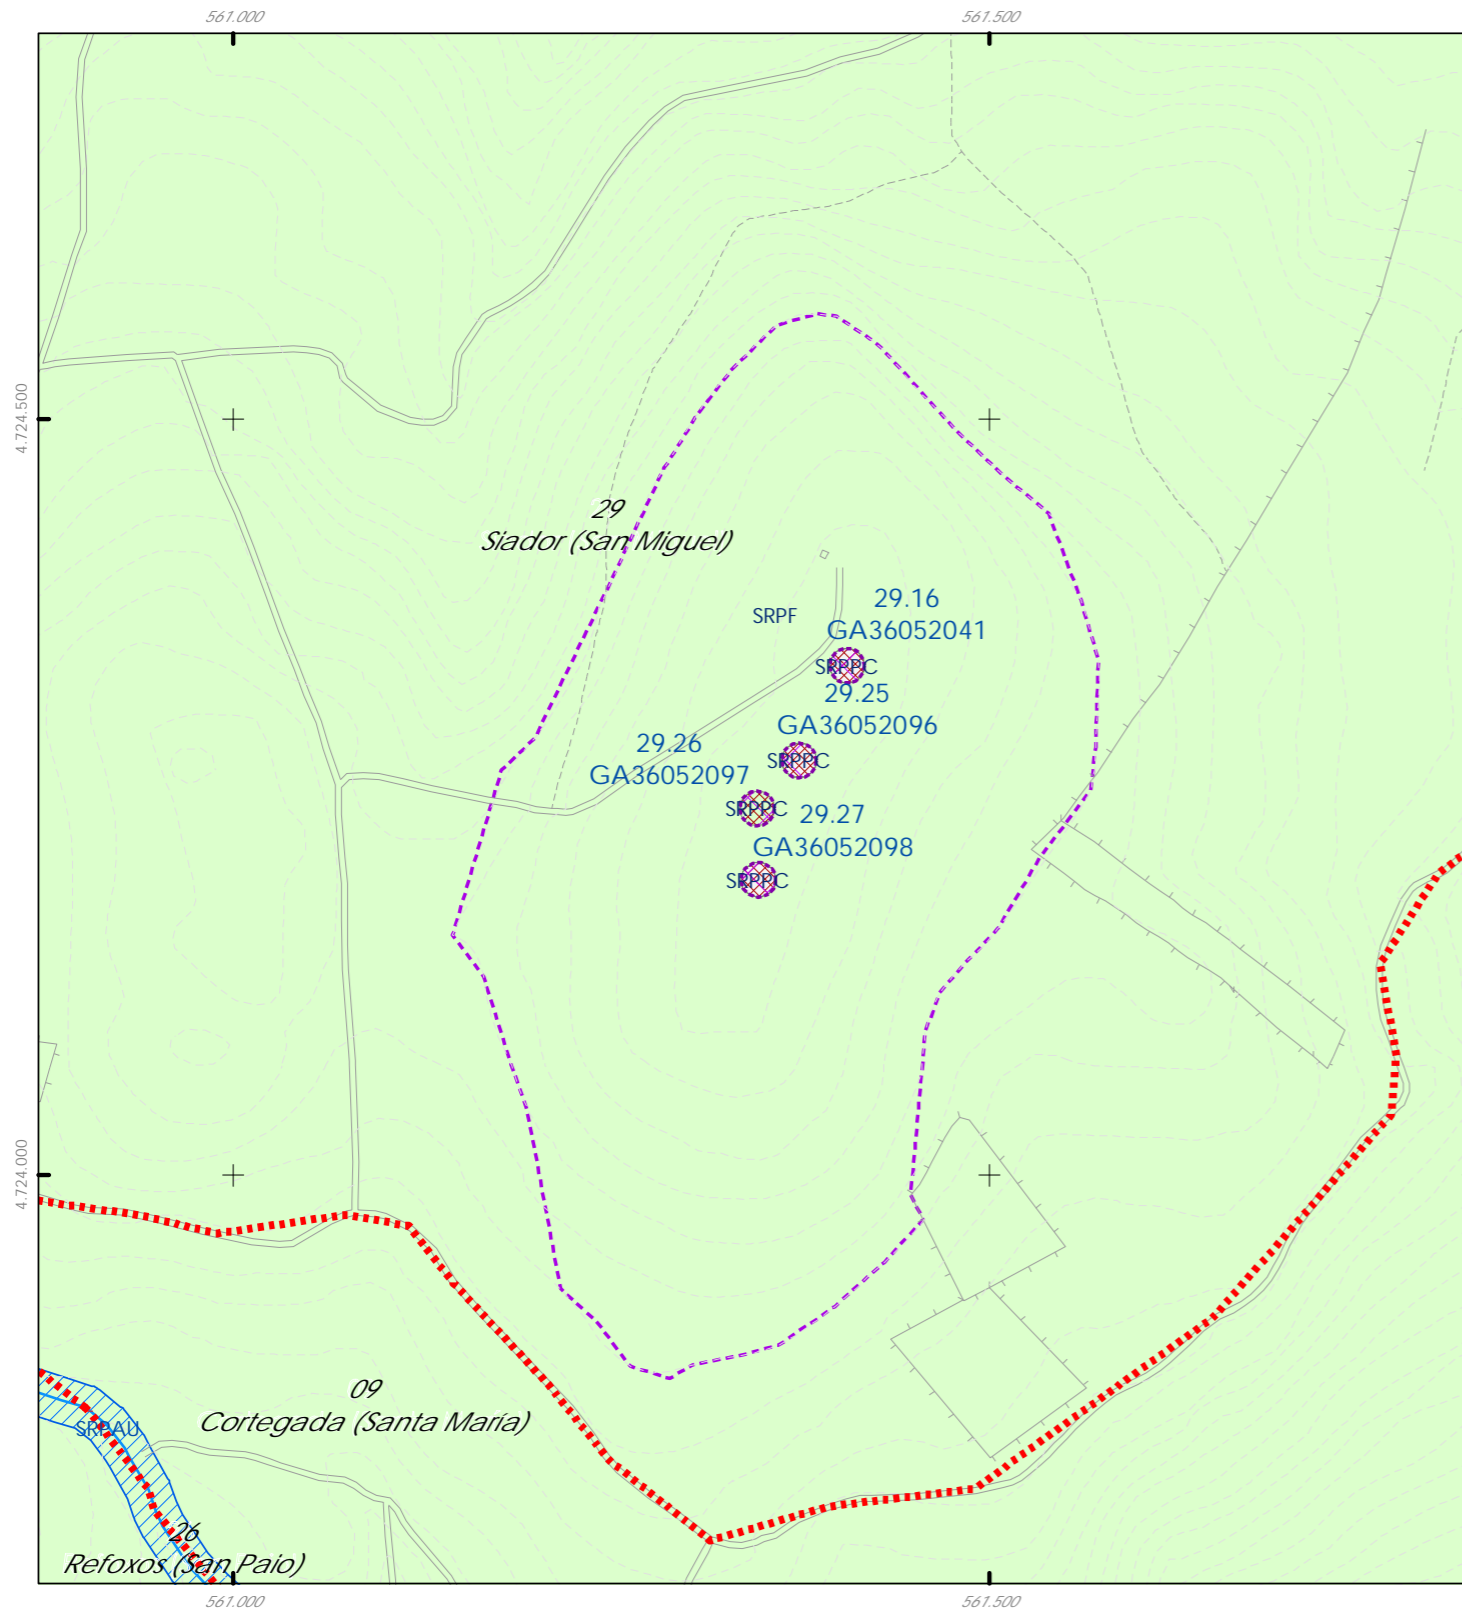 561.000
561.500
4.724.500
29
Siador (San Miguel)
SRPF
29.16
GA36052041
SRPPC
29.25
GA36052096
SRPPC
29.26
GA36052097
SRPPC
29.27
GA36052098
SRPPC
4.724.000
09
Cortegada (Santa María)
SRPAU
26
Refoxos (San Paio)
561.000
561.500